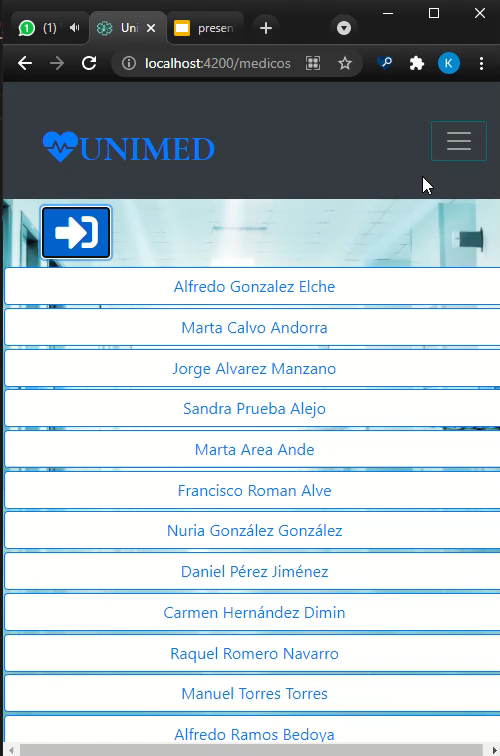 (1)
Uni
presen
localhost:4200/medicos
K
UNIMED
Alfredo Gonzalez Elche
Marta Calvo Andorra
Jorge Alvarez Manzano
Sandra Prueba Alejo
Marta Area Ande
Francisco Roman Alve
Nuria González González
Daniel Pérez Jiménez
Carmen Hernández Dimin
Raquel Romero Navarro
Manuel Torres Torres
Alfredo Ramos Bedoya